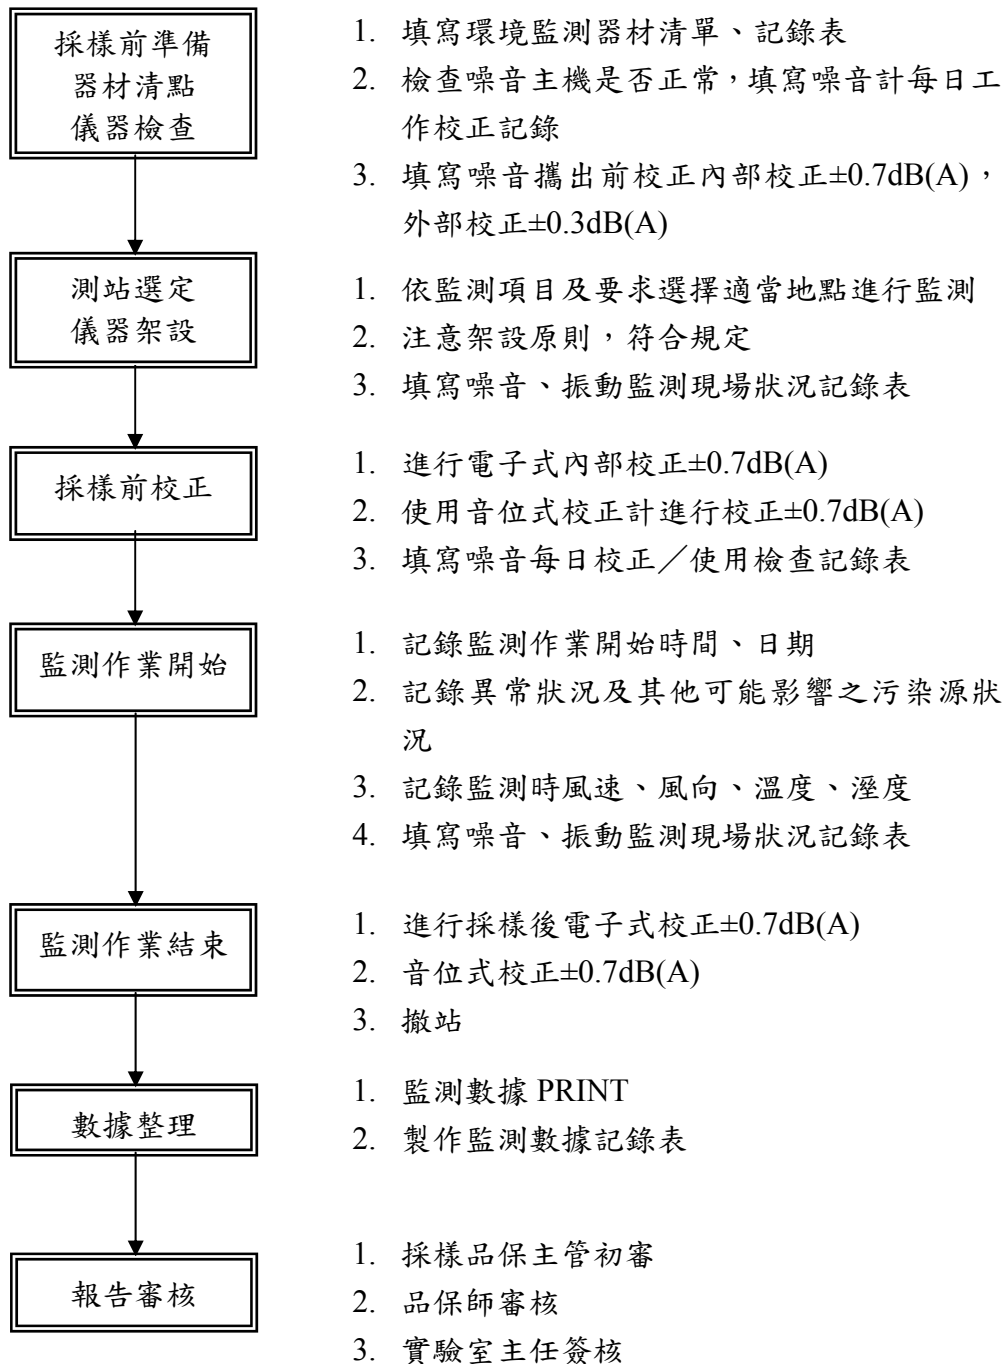 採樣前準備
器材清點
儀器檢查
1. 填寫環境監測器材清單、記錄表
2. 檢查噪音主機是否正常，填寫噪音計每日工
作校正記錄
3. 填寫噪音攜出前校正內部校正±0.7dB(A)，
外部校正±0.3dB(A)
測站選定
儀器架設
1. 依監測項目及要求選擇適當地點進行監測
2. 注意架設原則，符合規定
3. 填寫噪音、振動監測現場狀況記錄表
採樣前校正
1. 進行電子式內部校正±0.7dB(A)
2. 使用音位式校正計進行校正±0.7dB(A)
3. 填寫噪音每日校正／使用檢查記錄表
監測作業開始
1. 記錄監測作業開始時間、日期
2. 記錄異常狀況及其他可能影響之污染源狀
況
3. 記錄監測時風速、風向、溫度、溼度
4. 填寫噪音、振動監測現場狀況記錄表
監測作業結束
1. 進行採樣後電子式校正±0.7dB(A)
2. 音位式校正±0.7dB(A)
3. 撤站
數據整理
1. 監測數據 PRINT
2. 製作監測數據記錄表
報告審核
1. 採樣品保主管初審
2. 品保師審核
3. 實驗室主任簽核